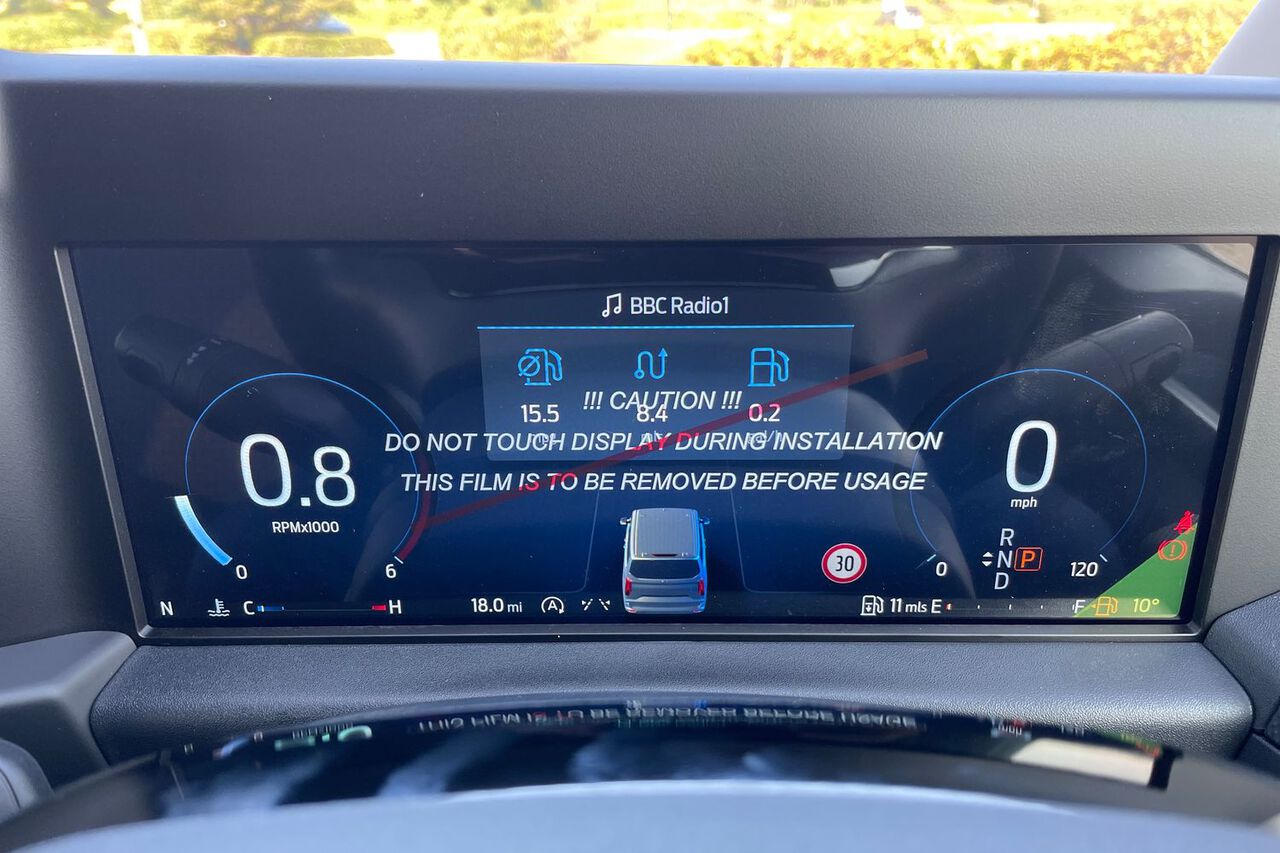 BBC Radio1
15.5 8.4 0.2
!!! CAUTION !!!
DO NOT TOUCH DISPLAY DURING INSTALLATION
THIS FILM IS TO BE REMOVED BEFORE USAGE
0.8
RPMx1000
0 6
0
mph
30
R
N P
D
0 120
N C H 18.0 mi A 11 mls E F 10°